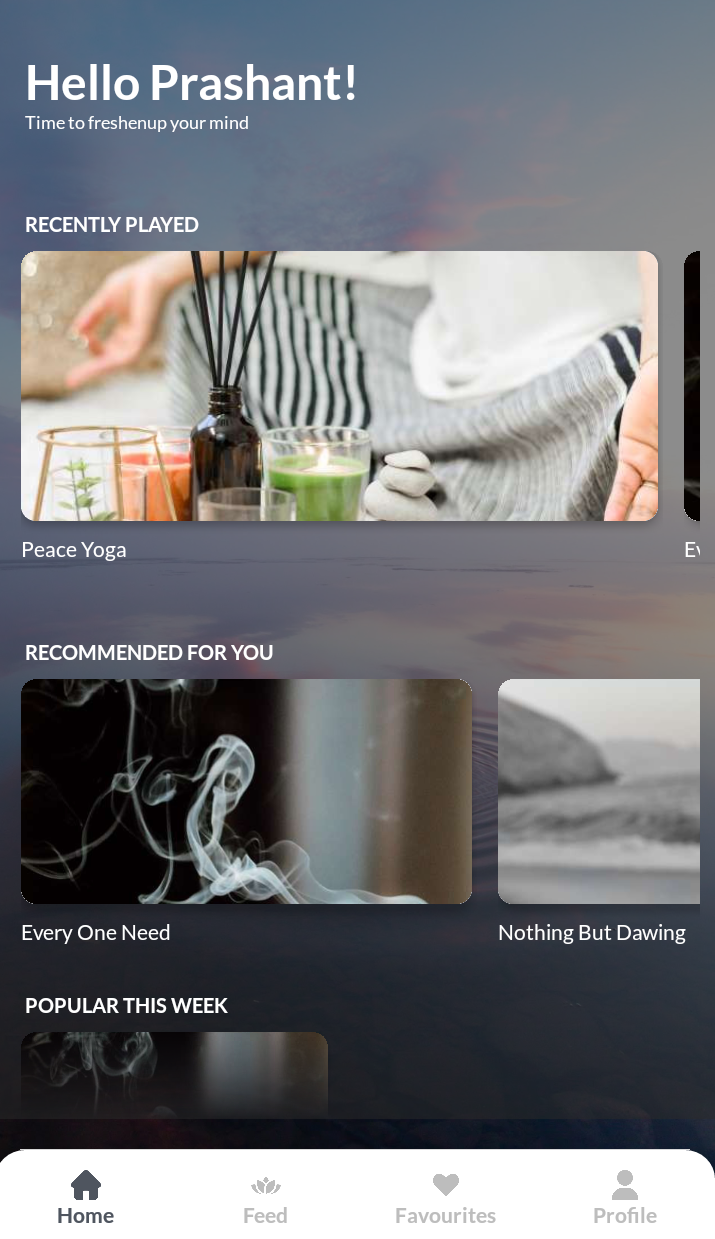 Hello Prashant!
Time to freshenup your mind
RECENTLY PLAYED
Peace Yoga
RECOMMENDED FOR YOU
Every One Need
Nothing But Dawing
POPULAR THIS WEEK
Home
Feed
Favourites
Profile